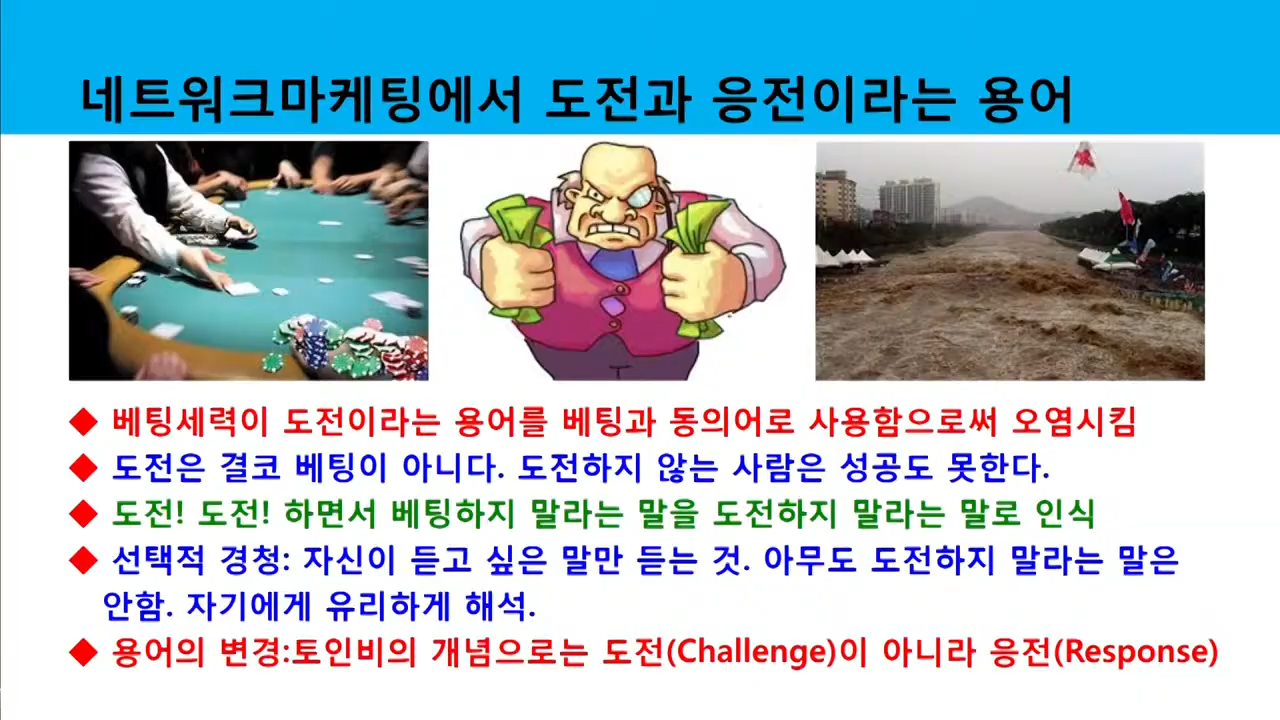 네트워크마케팅에서 도전과 응전이라는 용어
◆ 베팅세력이 도전이라는 용어를 베팅과 동의어로 사용함으로써 오염시킴
◆ 도전은 결코 베팅이 아니다. 도전하지 않는 사람은 성공도 못한다.
◆ 도전! 도전! 하면서 베팅하지 말라는 말을 도전하지 말라는 말로 인식
◆ 선택적 경청: 자신이 듣고 싶은 말만 듣는 것. 아무도 도전하지 말라는 말은
안함. 자기에게 유리하게 해석.
◆ 용어의 변경:토인비의 개념으로는 도전(Challenge)이 아니라 응전(Response)